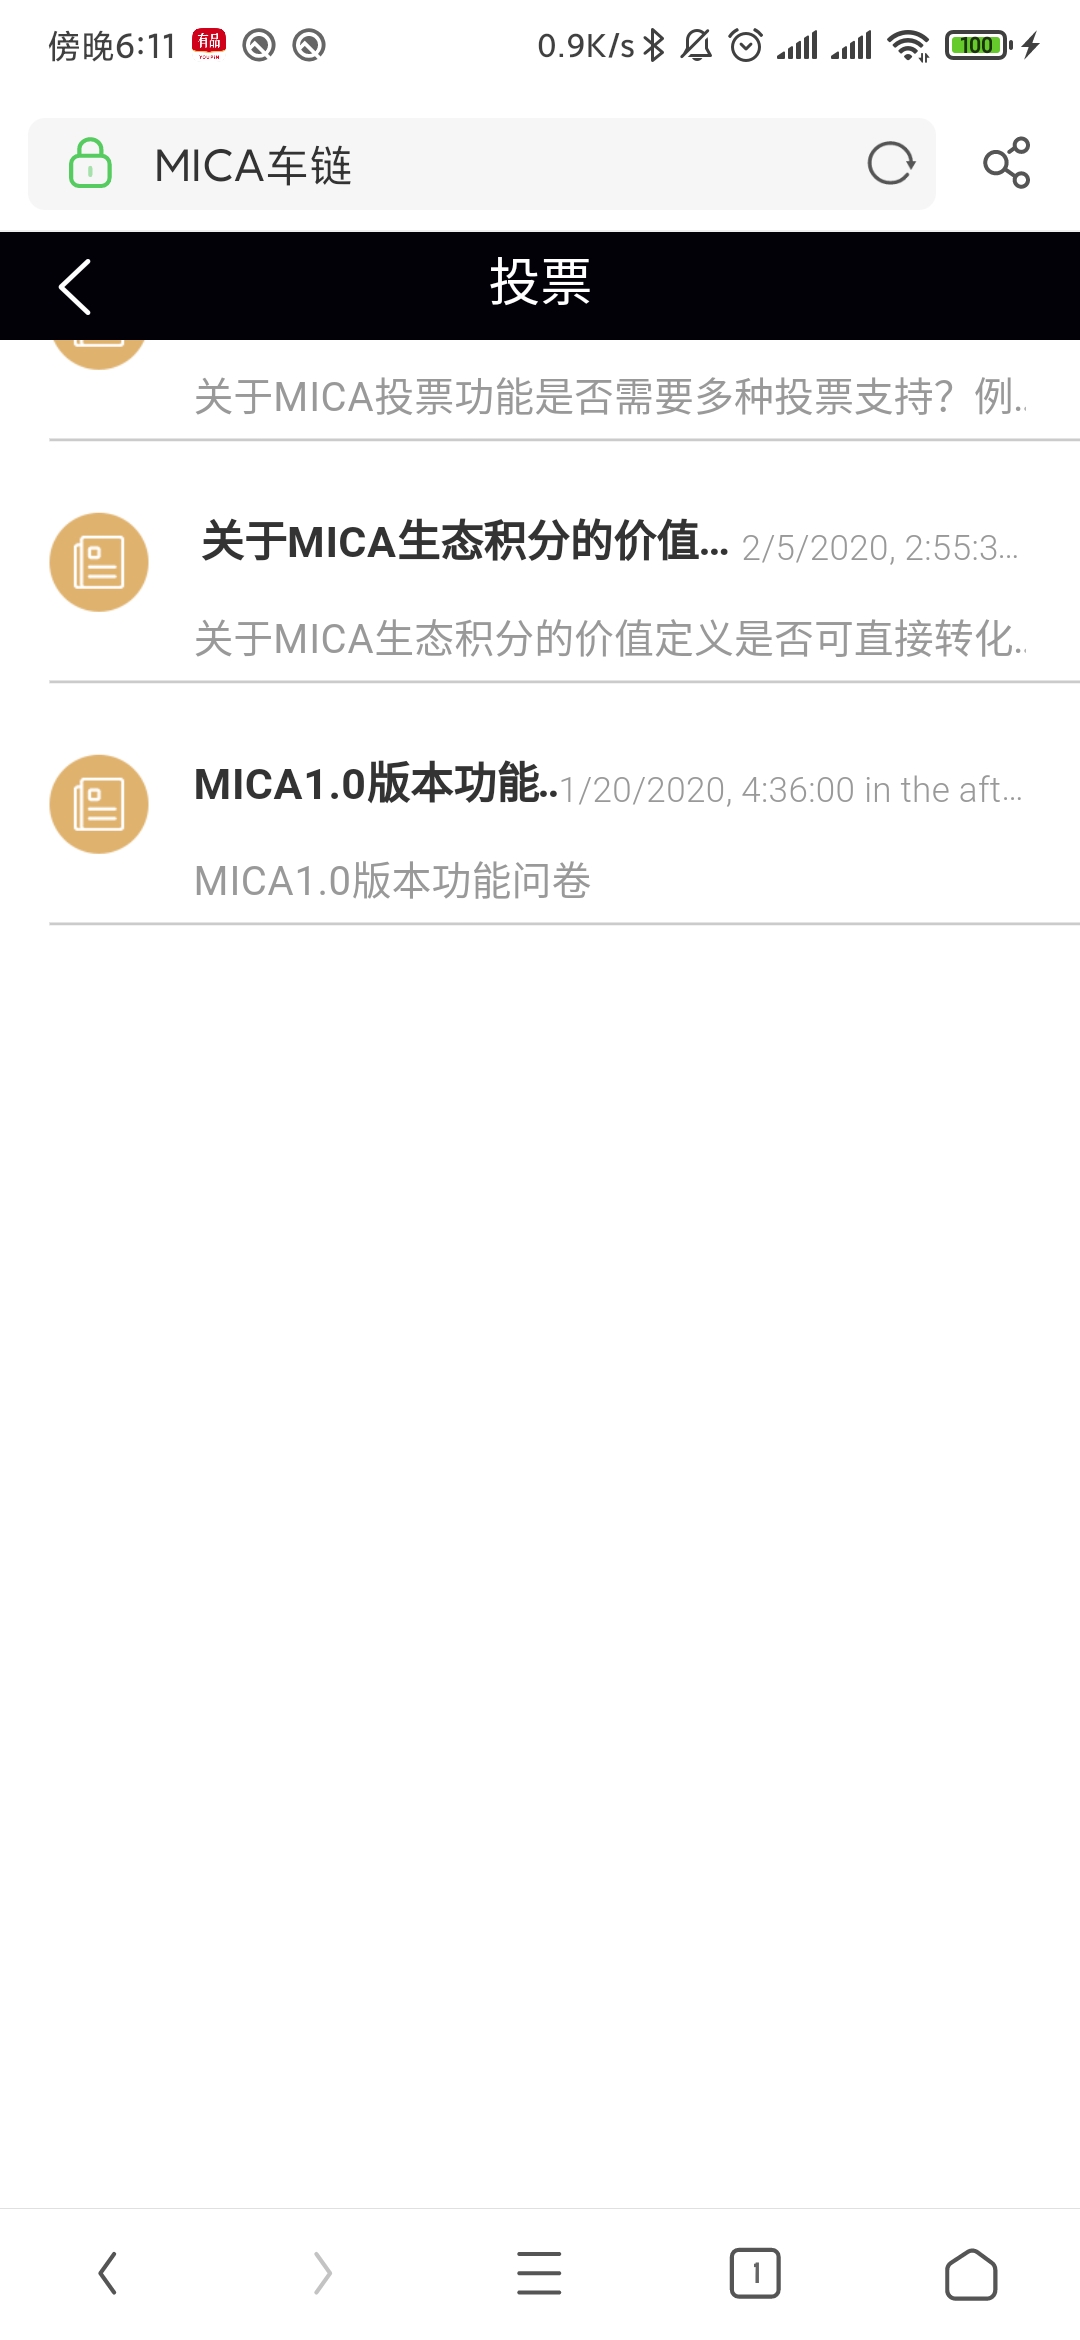 傍晚6:11
有品
YOUPIN
0.9K/s
100
MICA车链
投票
关于MICA投票功能是否需要多种投票支持？例..
关于MICA生态积分的价值... 2/5/2020, 2:55:3...
关于MICA生态积分的价值定义是否可直接转化..
MICA1.0版本功能.. 1/20/2020, 4:36:00 in the aft...
MICA1.0版本功能问卷
1